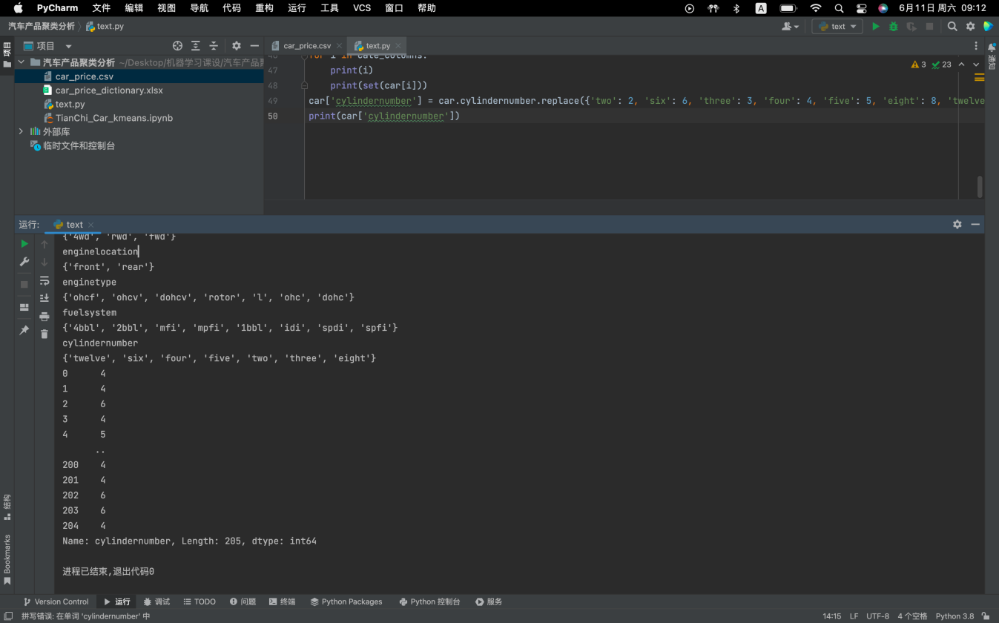 PyCharm 文件 编辑 视图 导航 代码 重构 运行 工具 VCS 窗口 帮助 A 6月11日 周六 09:12
汽车产品聚类分析 text.py text
项目 项目 car_price.csv text.py
通知
汽车产品聚类分析 ~/Desktop/机器学习课设/汽车产品
car_price.csv
car_price_dictionary.xlsx
text.py
TianChi_Car_kmeans.ipynb
外部库
临时文件和控制台
3 23
46 for i in cate_columns:
47 print(i)
48 print(set(car[i]))
49 car['cylindernumber'] = car.cylindernumber.replace({'two': 2, 'six': 6, 'three': 3, 'four': 4, 'five': 5, 'eight': 8, 'twelve
50 print(car['cylindernumber'])
运行: text
{'4wd', 'rwd', 'fwd'}
enginelocation
{'front', 'rear'}
enginetype
{'ohcf', 'ohcv', 'dohcv', 'rotor', 'l', 'ohc', 'dohc'}
fuelsystem
{'4bbl', '2bbl', 'mfi', 'mpfi', '1bbl', 'idi', 'spdi', 'spfi'}
cylindernumber
{'twelve', 'six', 'four', 'five', 'two', 'three', 'eight'}
0 4
1 4
2 6
3 4
4 5
..
200 4
201 4
202 6
203 6
204 4
Name: cylindernumber, Length: 205, dtype: int64
进程已结束,退出代码0
结构
Bookmarks
Version Control 运行 调试 TODO 问题 终端 Python Packages Python 控制台 服务
拼写错误: 在单词 'cylindernumber' 中 14:15 LF UTF-8 4 个空格 Python 3.8